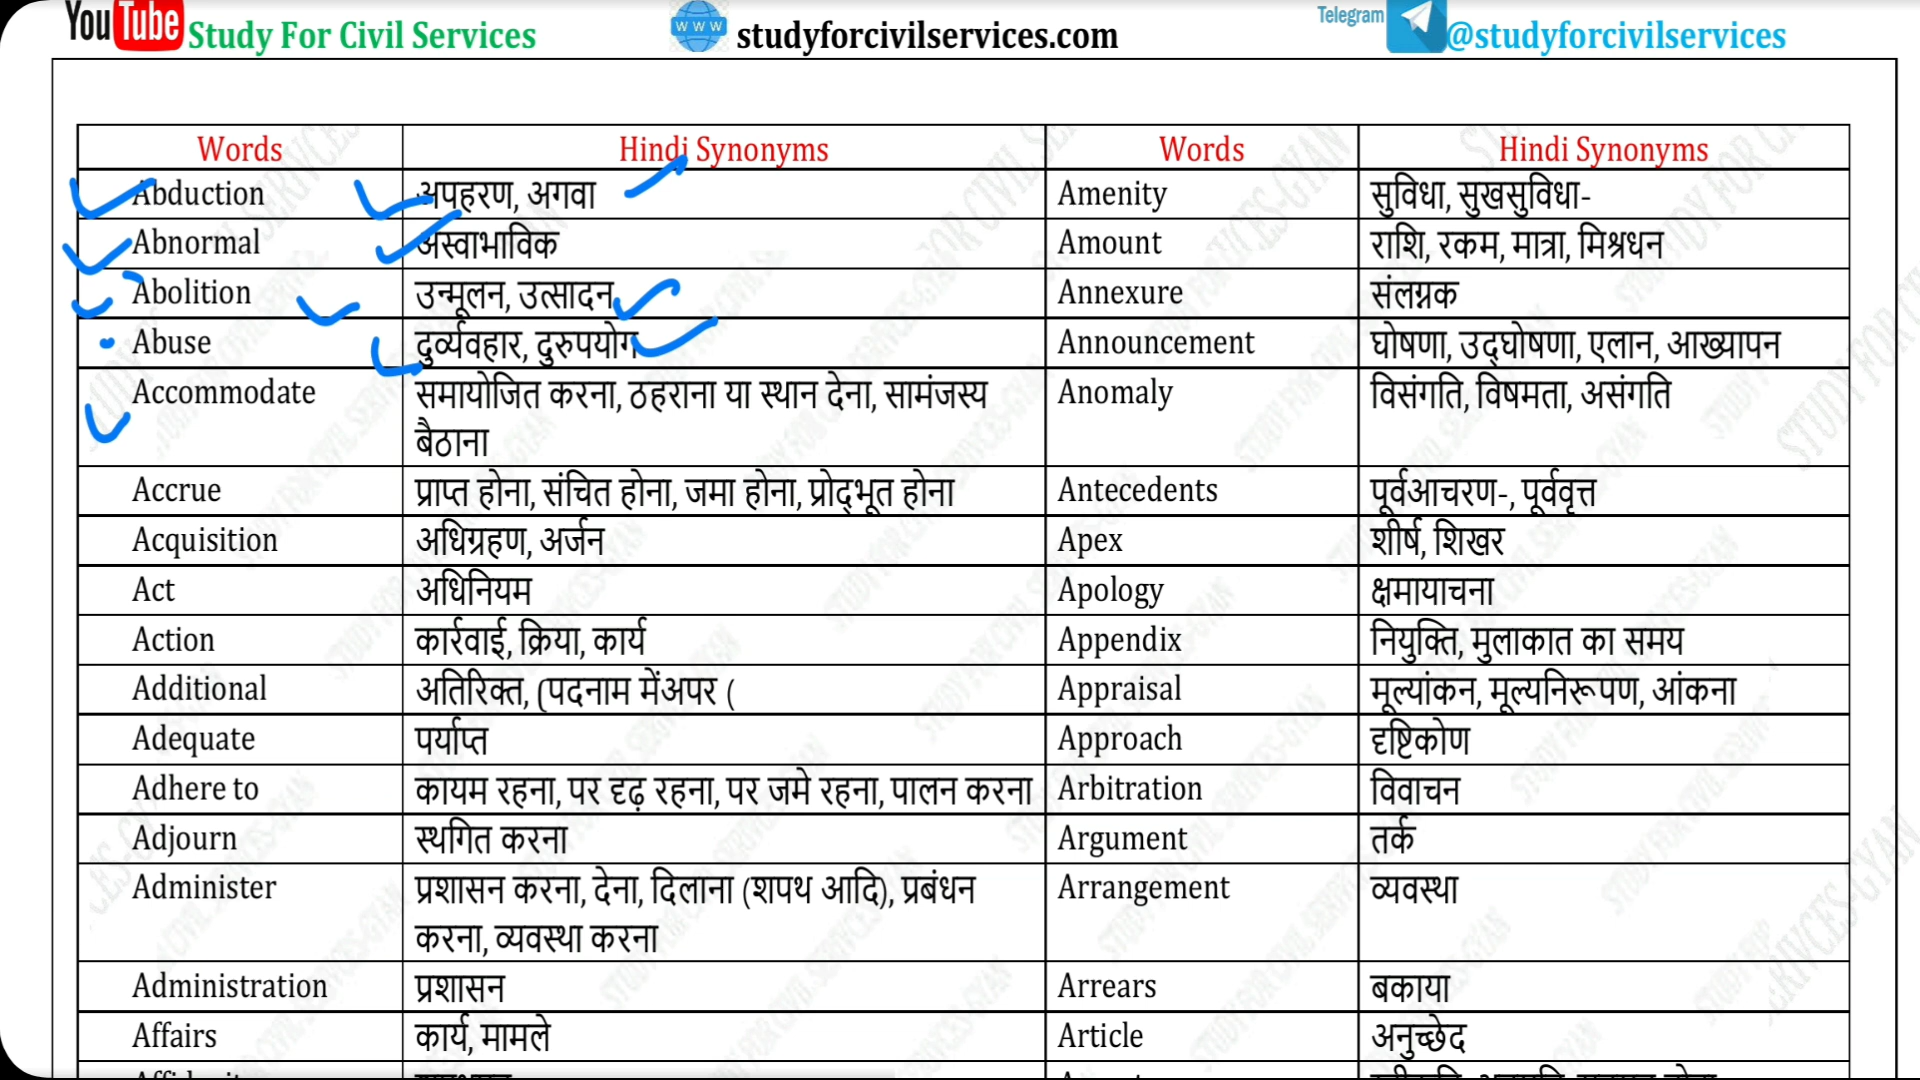 YouTube Study For Civil Services
WWW studyforcivilservices.com
Telegram @studyforcivilservices
Words Hindi Synonyms Words Hindi Synonyms
Abduction अपहरण, अगवा Amenity सुविधा, सुखसुविधा-
Abnormal अस्वाभाविक Amount राशि, रकम, मात्रा, मिश्रधन
Abolition उन्मूलन, उत्सादन Annexure संलग्नक
Abuse दुर्व्यवहार, दुरुपयोग Announcement घोषणा, उद्घोषणा, एलान, आख्यापन
Accommodate समायोजित करना, ठहराना या स्थान देना, सामंजस्य Anomaly विसंगति, विषमता, असंगति
बैठाना
Accrue प्राप्त होना, संचित होना, जमा होना, प्रोद्भूत होना Antecedents पूर्वआचरण-, पूर्ववृत्त
Acquisition अधिग्रहण, अर्जन Apex शीर्ष, शिखर
Act अधिनियम Apology क्षमायाचना
Action कार्रवाई, क्रिया, कार्य Appendix नियुक्ति, मुलाकात का समय
Additional अतिरिक्त, (पदनाम मेंअपर ( Appraisal मूल्यांकन, मूल्यनिरूपण, आंकना
Adequate पर्याप्त Approach दृष्टिकोण
Adhere to कायम रहना, पर दृढ़ रहना, पर जमे रहना, पालन करना Arbitration विवाचन
Adjourn स्थगित करना Argument तर्क
Administer प्रशासन करना, देना, दिलाना (शपथ आदि), प्रबंधन Arrangement व्यवस्था
करना, व्यवस्था करना
Administration प्रशासन Arrears बकाया
Affairs कार्य, मामले Article अनुच्छेद